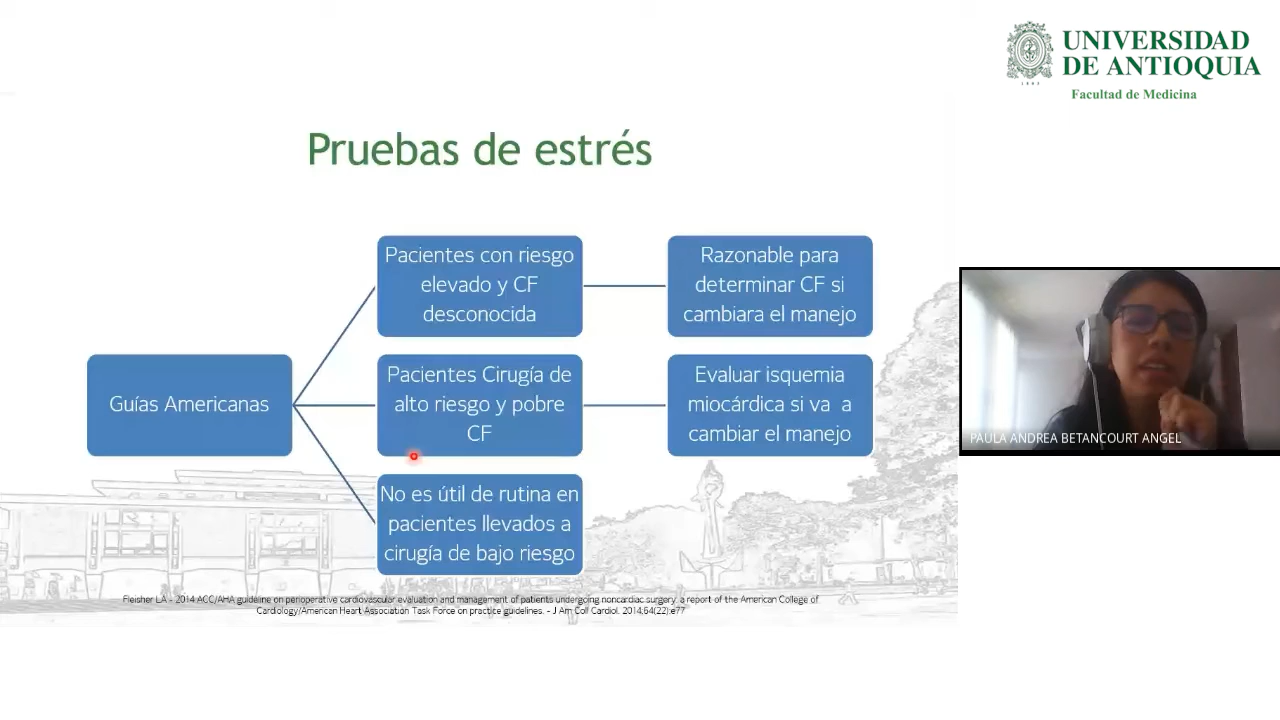 UNIVERSIDAD
DE ANTIOQUIA
1803
Facultad de Medicina
Pruebas de estrés
Guías Americanas
Pacientes con riesgo
elevado y CF
desconocida
Razonable para
determinar CF si
cambiara el manejo
Pacientes Cirugía de
alto riesgo y pobre
CF
Evaluar isquemia
miocárdica si va a
cambiar el manejo
No es útil de rutina en
pacientes llevados a
cirugía de bajo riesgo
Fleisher LA - 2014 ACC/AHA guideline on perioperative cardiovascular evaluation and management of patients undergoing noncardiac surgery: a report of the American College of
Cardiology/American Heart Association Task Force on practice guidelines. - J Am Coll Cardiol. 2014;64(22):e77
PAULA ANDREA BETANCOURT ANGEL